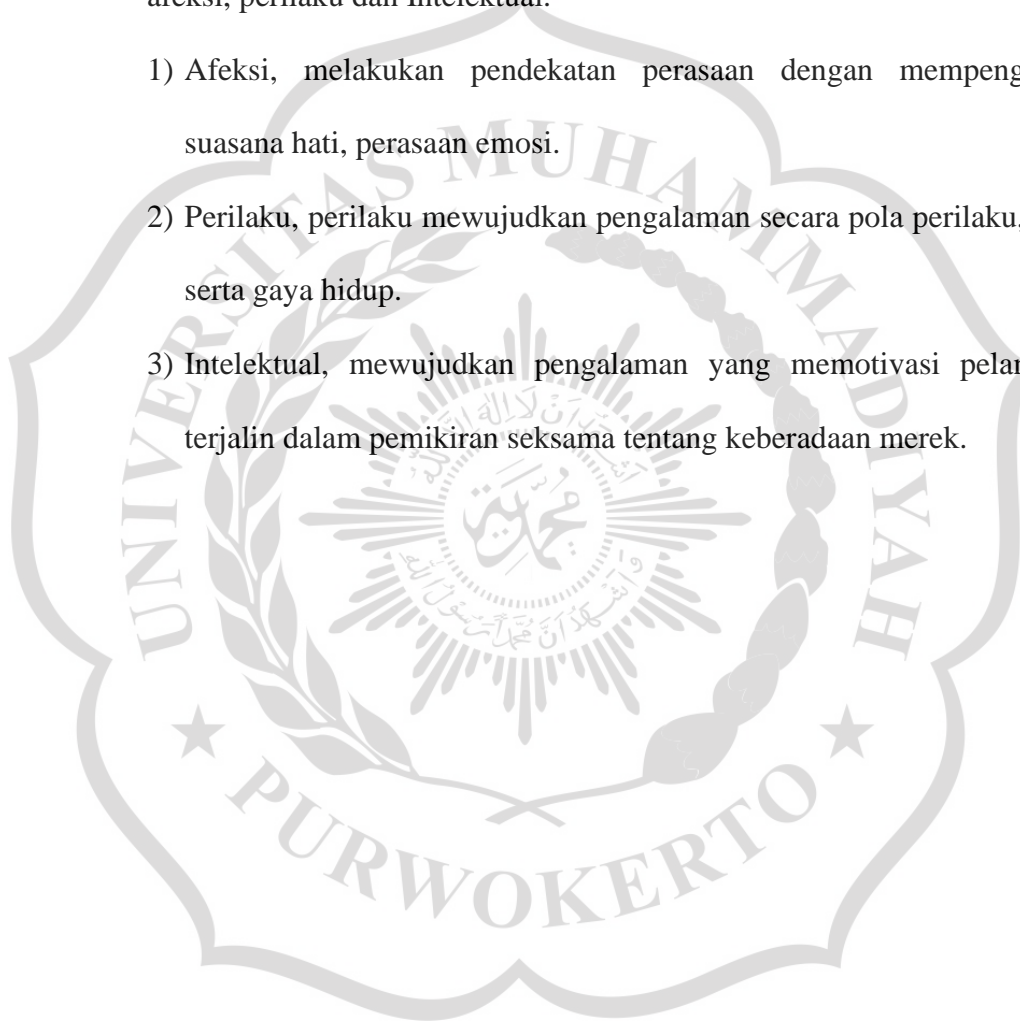 afeksi, perilaku dan Intelektual.
1) Afeksi, melakukan pendekatan perasaan dengan mempeng
suasana hati, perasaan emosi.
2) Perilaku, perilaku mewujudkan pengalaman secara pola perilaku,
serta gaya hidup.
3) Intelektual, mewujudkan pengalaman yang memotivasi pelan
terjalin dalam pemikiran seksama tentang keberadaan merek.
UNIVERSITAS MUHAMMADIYAH
PURWOKERTO